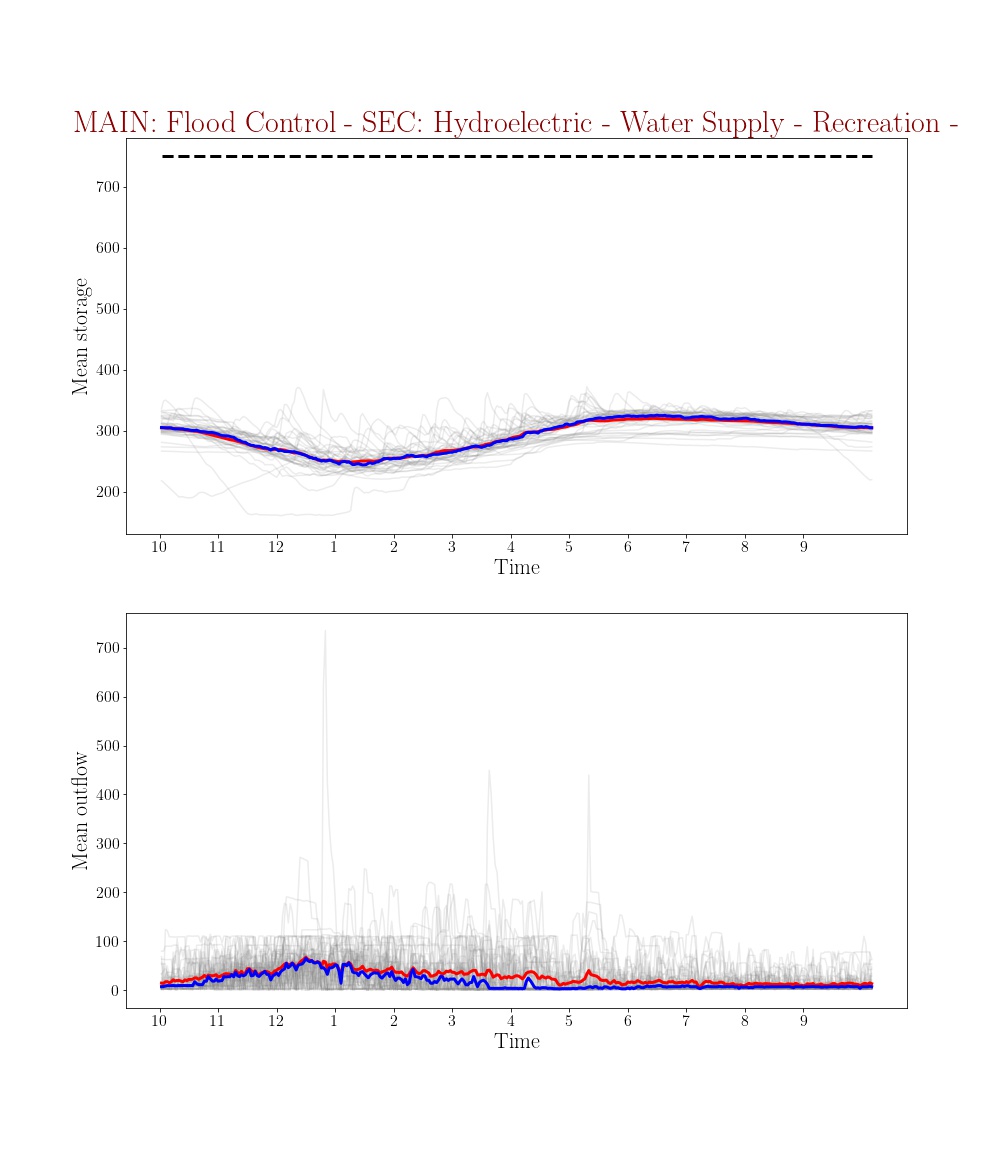 MAIN: Flood Control - SEC: Hydroelectric - Water Supply - Recreation -
Mean storage
700
600
500
400
300
200
10 11 12 1 2 3 4 5 6 7 8 9
Time
Mean outflow
700
600
500
400
300
200
100
0
10 11 12 1 2 3 4 5 6 7 8 9
Time